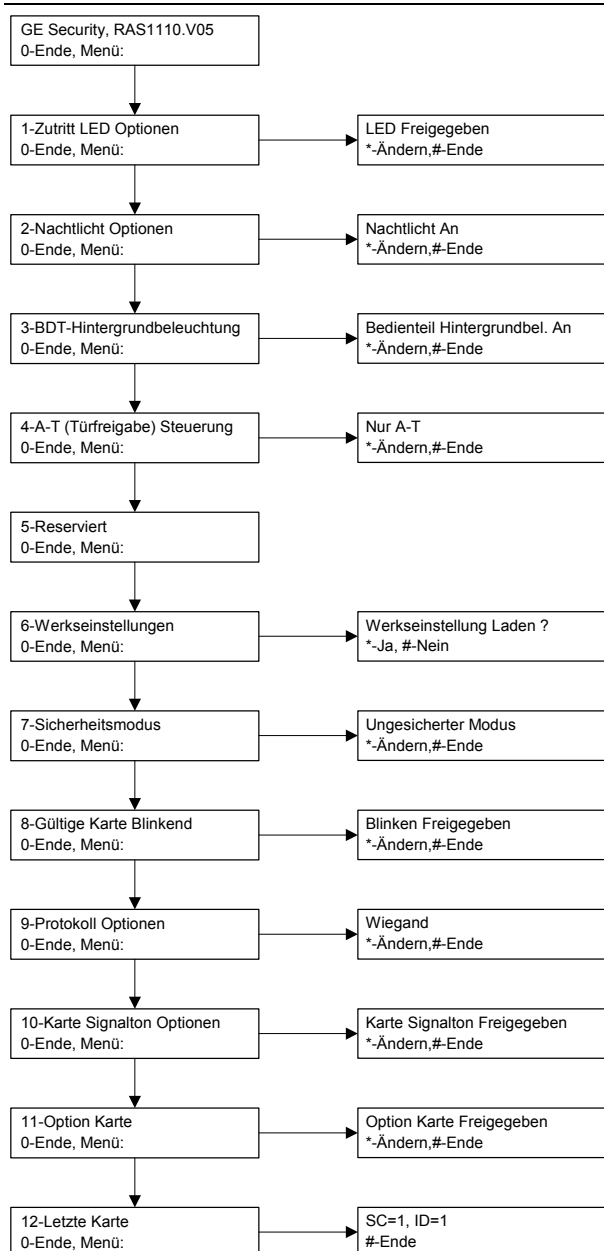 GE Security, RAS1110.V05
0-Ende, Menü:
1-Zutritt LED Optionen
0-Ende, Menü:
LED Freigegeben
*-Ändern,#-Ende
2-Nachtlicht Optionen
0-Ende, Menü:
Nachtlicht An
*-Ändern,#-Ende
3-BDT-Hintergrundbeleuchtung
0-Ende, Menü:
Bedienteil Hintergrundbel. An
*-Ändern,#-Ende
4-A-T (Türfreigabe) Steuerung
0-Ende, Menü:
Nur A-T
*-Ändern,#-Ende
5-Reserviert
0-Ende, Menü:
6-Werkseinstellungen
0-Ende, Menü:
Werkseinstellung Laden ?
*-Ja, #-Nein
7-Sicherheitsmodus
0-Ende, Menü:
Ungesicherter Modus
*-Ändern,#-Ende
8-Gültige Karte Blinkend
0-Ende, Menü:
Blinken Freigegeben
*-Ändern,#-Ende
9-Protokoll Optionen
0-Ende, Menü:
Wiegand
*-Ändern,#-Ende
10-Karte Signalton Optionen
0-Ende, Menü:
Karte Signalton Freigegeben
*-Ändern,#-Ende
11-Option Karte
0-Ende, Menü:
Option Karte Freigegeben
*-Ändern,#-Ende
12-Letzte Karte
0-Ende, Menü:
SC=1, ID=1
#-Ende